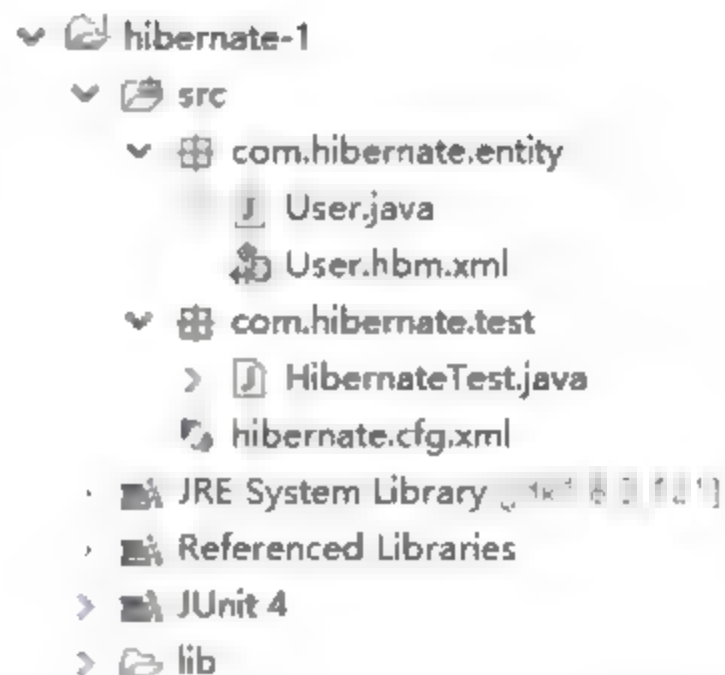 hibernate-1
src
com.hibernate.entity
User.java
User.hbm.xml
com.hibernate.test
HibernateTest.java
hibernate.cfg.xml
JRE System Library
Referenced Libraries
JUnit 4
lib